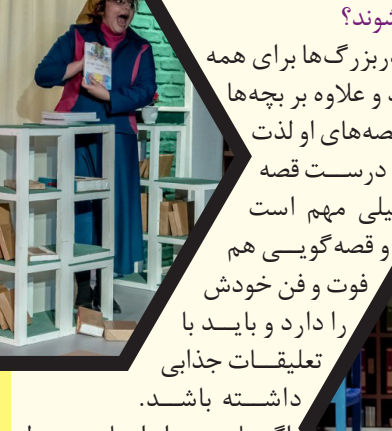 شوند؟
بزرگ‌ها برای همه
و علاوه بر بچه‌ها
قصه‌های او لذت
درست قصه
یلی مهم است
و قصه‌گویی هم
فوت و فن خودش
را دارد و باید با
تعلیقات جذابی
داشته باشد.